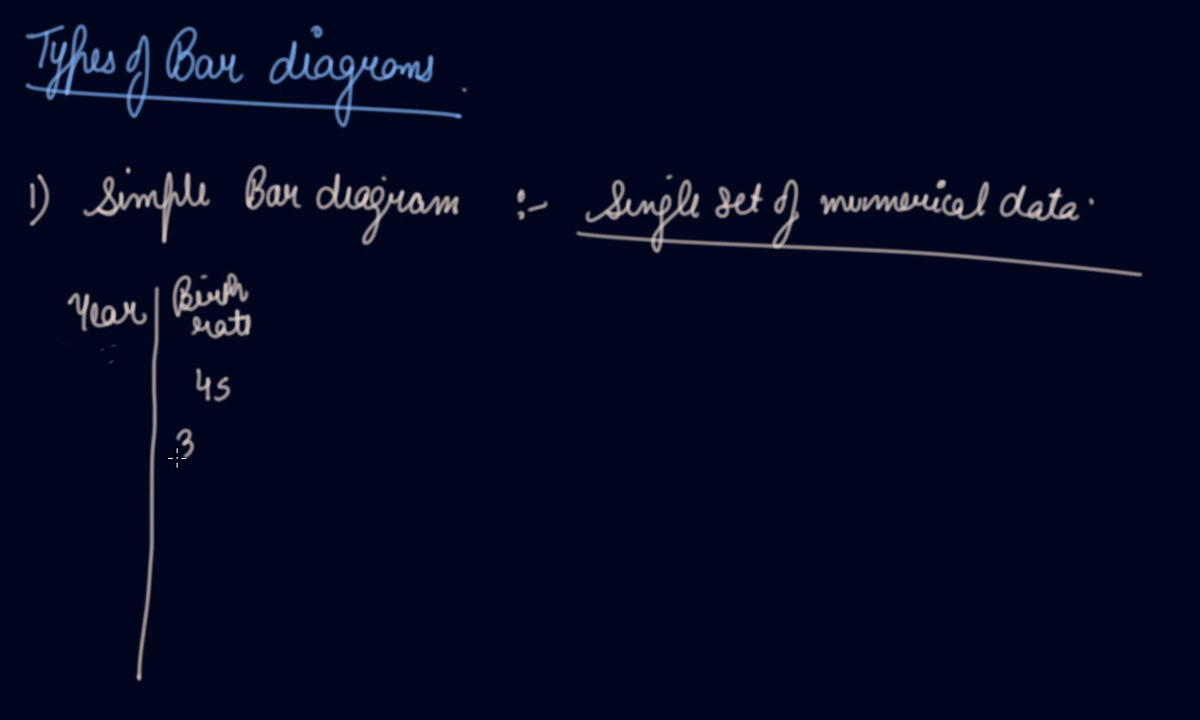 Types of Bar diagrams.
1) Simple Bar diagram :- Single set of numerical data.
Year Birth rate
45
3